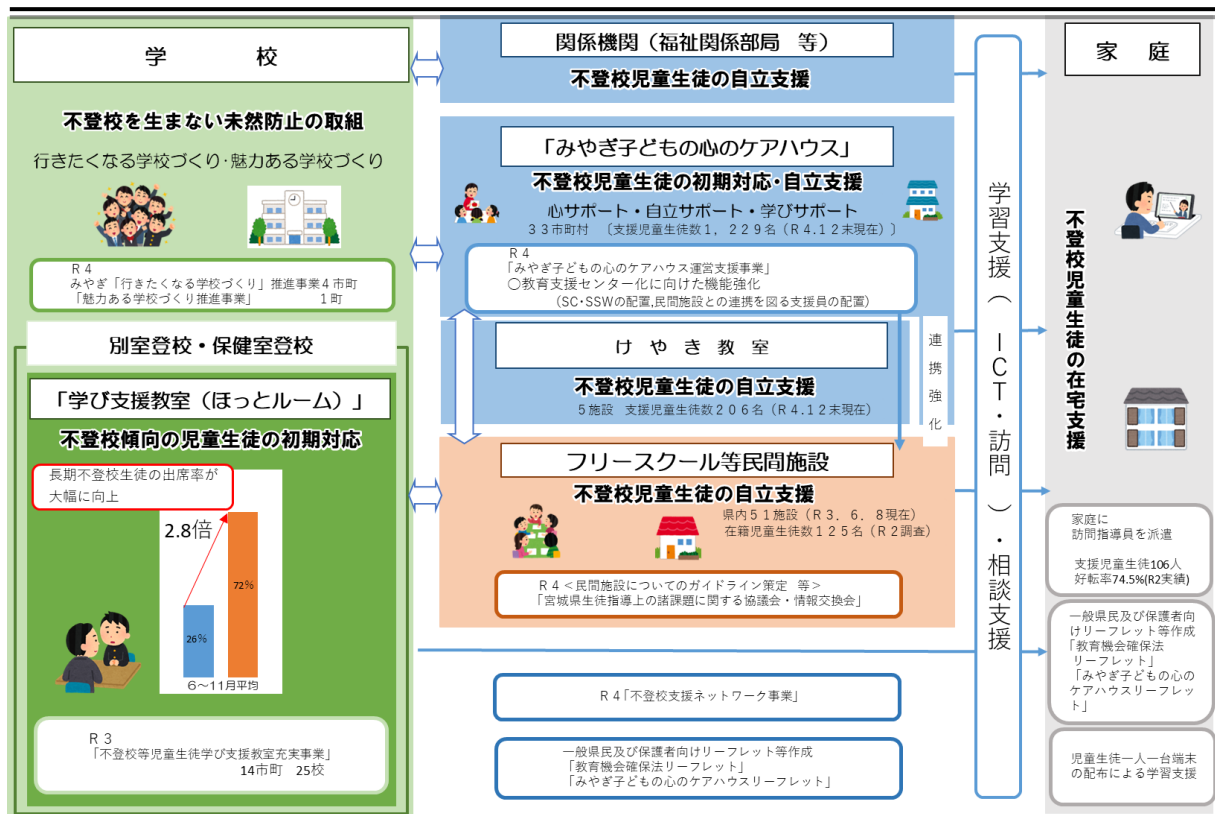 学　校
不登校を生まない未然防止の取組
行きたくなる学校づくり･魅力ある学校づくり
Ｒ４
みやぎ「行きたくなる学校づくり」推進事業４市町
「魅力ある学校づくり推進事業」　１町
別室登校・保健室登校
「学び支援教室（ほっとルーム）」
不登校傾向の児童生徒の初期対応
長期不登校生徒の出席率が
大幅に向上
2.8倍
72%
26%
６～11月平均
Ｒ３
「不登校等児童生徒学び支援教室充実事業」
14市町　25校
関係機関（福祉関係部局　等）
不登校児童生徒の自立支援
「みやぎ子どもの心のケアハウス」
不登校児童生徒の初期対応･自立支援
心サポート・自立サポート・学びサポート
３３市町村　〔支援児童生徒数１，２２９名（Ｒ４.１２末現在）〕
Ｒ４
「みやぎ子どもの心のケアハウス運営支援事業」
○教育支援センター化に向けた機能強化
（SC・SSWの配置,民間施設との連携を図る支援員の配置）
けやき教室
不登校児童生徒の自立支援
５施設　支援児童生徒数２０６名（Ｒ４.１２末現在）
連携強化
フリースクール等民間施設
不登校児童生徒の自立支援
県内５１施設（Ｒ３．６．８現在）
在籍児童生徒数１２５名（Ｒ２調査）
Ｒ４＜民間施設についてのガイドライン策定　等＞
「宮城県生徒指導上の諸課題に関する協議会・情報交換会」
Ｒ４「不登校支援ネットワーク事業」
一般県民及び保護者向けリーフレット等作成
「教育機会確保法リーフレット」
「みやぎ子どもの心のケアハウスリーフレット」
学習支援（ＩＣＴ・訪問）・相談支援
家　庭
不登校児童生徒の在宅支援
家庭に
訪問指導員を派遣
支援児童生徒106人
好転率74.5%(R2実績)
一般県民及び保護者向
けリーフレット等作成
「教育機会確保法
リーフレット」
「みやぎ子どもの心の
ケアハウスリーフレッ
ト」
児童生徒一人一台端末
の配布による学習支援